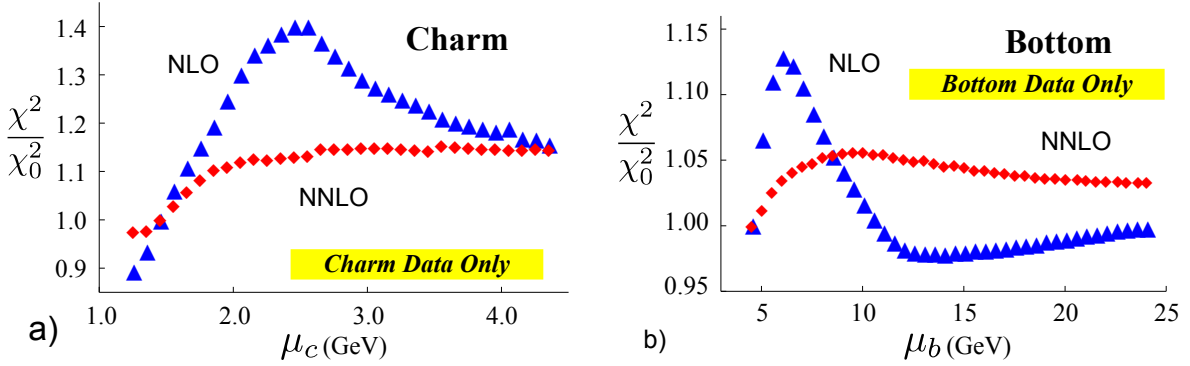 1.4
1.3
1.2
1.1
1.0
0.9
χ²
χ₀²
NLO
Charm
NNLO
Charm Data Only
1.0 2.0 3.0 4.0
a)
μc (GeV)
1.15
1.10
1.05
1.00
0.95
χ²
χ₀²
NLO
Bottom
Bottom Data Only
NNLO
5 10 15 20 25
b)
μb (GeV)